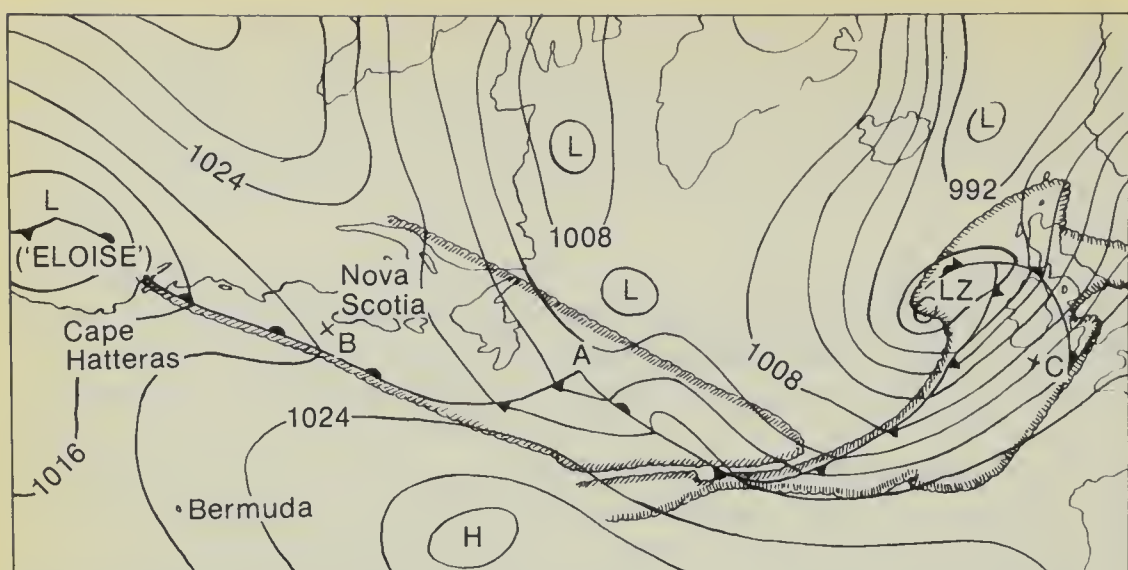 1024
L
L
L
992
('ELOISE')
1008
Nova
Scotia
L
LZ
Cape
Hatteras
B
A
1008
C
1024
1016
Bermuda
H